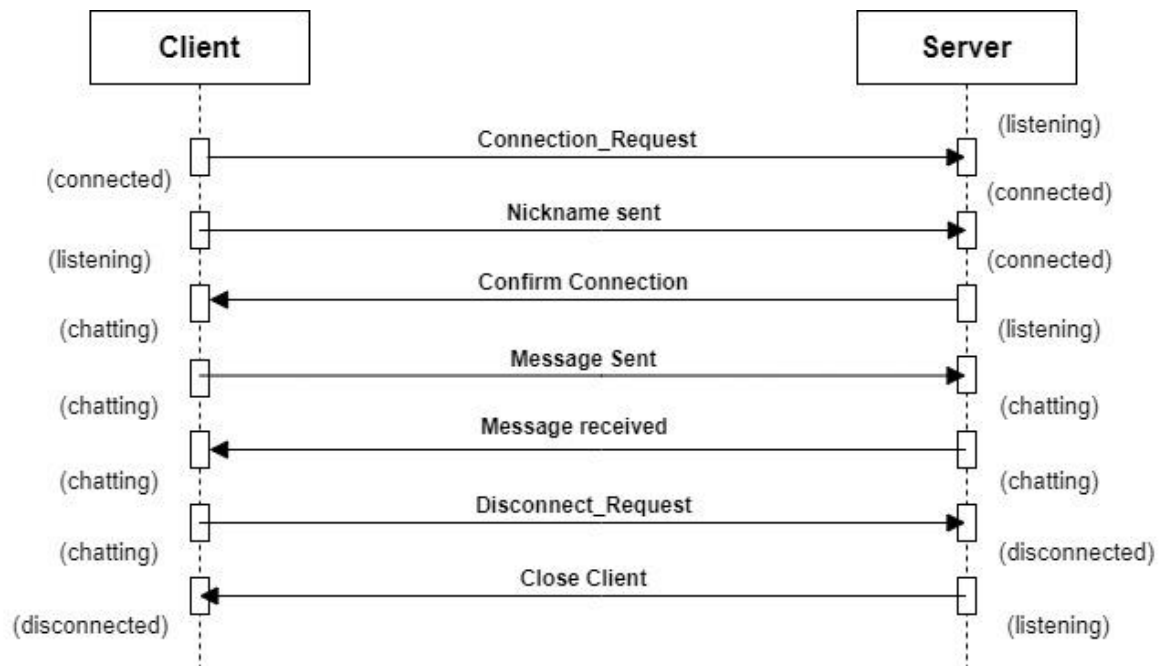 Client
Server
(listening)
Connection_Request
(connected)
(connected)
Nickname sent
(listening)
(connected)
Confirm Connection
(chatting)
(listening)
Message Sent
(chatting)
(chatting)
Message received
(chatting)
(chatting)
Disconnect_Request
(chatting)
(disconnected)
Close Client
(disconnected)
(listening)